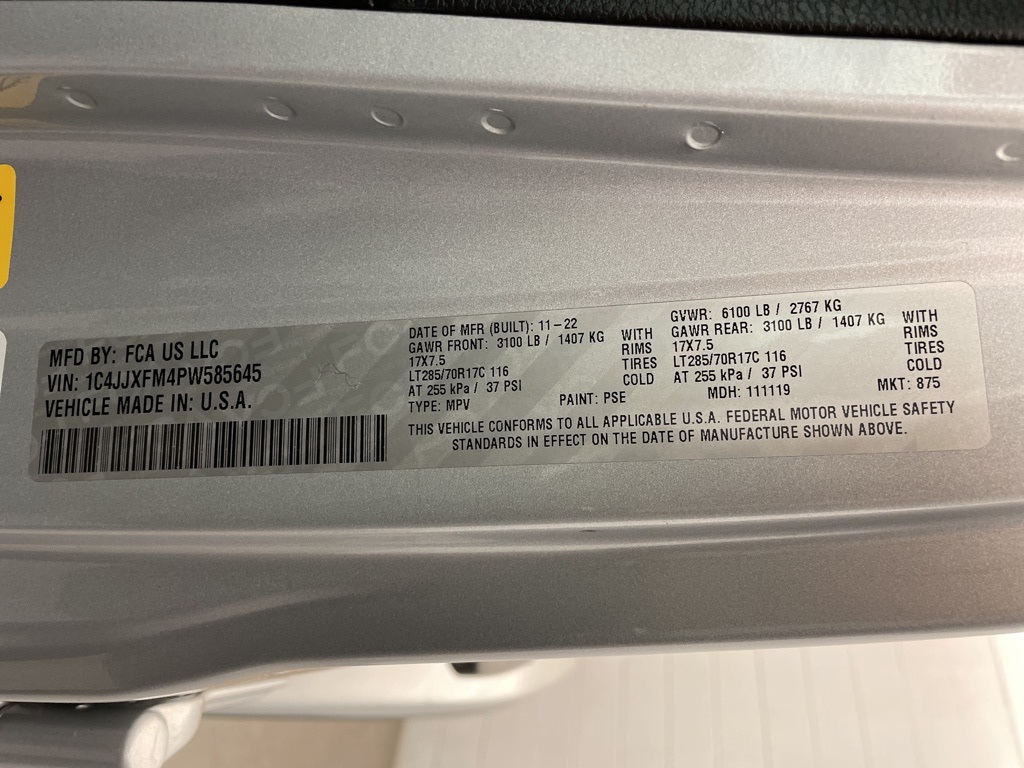 MFD BY: FCA US LLC
VIN: 1C4JJXFM4PW585645
VEHICLE MADE IN: U.S.A.
DATE OF MFR (BUILT): 11-22
GAWR FRONT: 3100 LB / 1407 KG WITH
17X7.5 RIMS
LT285/70R17C 116 TIRES
AT 255 kPa / 37 PSI COLD
TYPE: MPV PAINT: PSE
GVWR: 6100 LB / 2767 KG
GAWR REAR: 3100 LB / 1407 KG WITH
17X7.5 RIMS
LT285/70R17C 116 TIRES
AT 255 kPa / 37 PSI COLD
MDH: 111119 MKT: 875
THIS VEHICLE CONFORMS TO ALL APPLICABLE U.S.A. FEDERAL MOTOR VEHICLE SAFETY
STANDARDS IN EFFECT ON THE DATE OF MANUFACTURE SHOWN ABOVE.